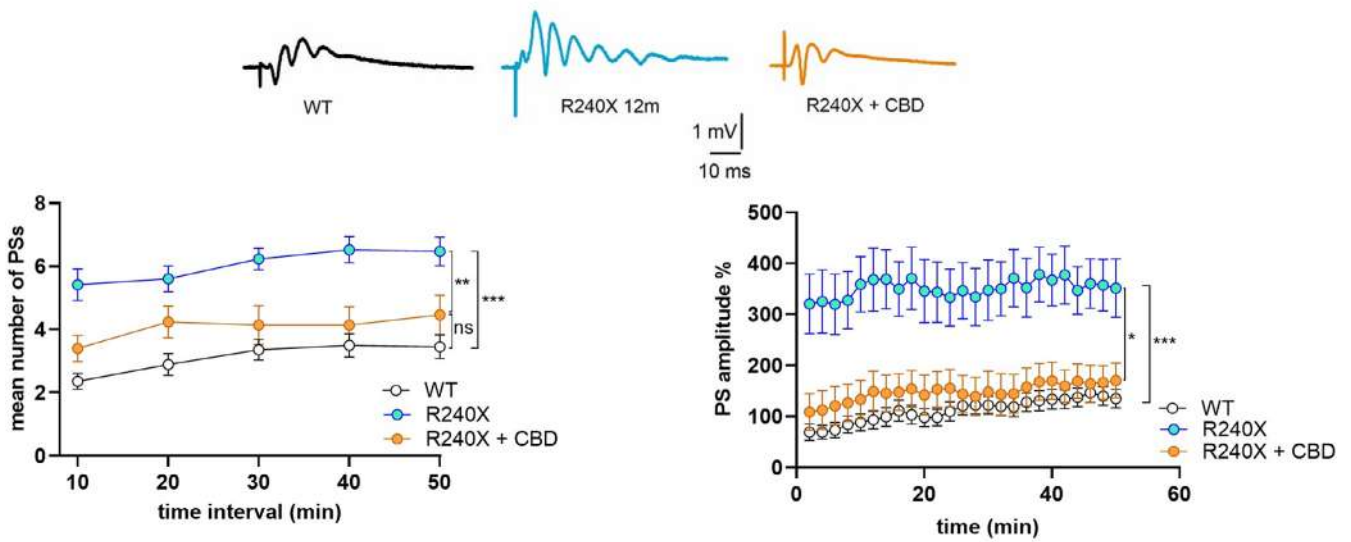 WT
R240X 12m
R240X + CBD
1 mV
10 ms
mean number of PSs
8
6
4
2
0
10 20 30 40 50
time interval (min)
**
***
ns
WT
R240X
R240X + CBD
PS amplitude %
500
400
300
200
100
0
0 20 40 60
time (min)
*
***
WT
R240X
R240X + CBD